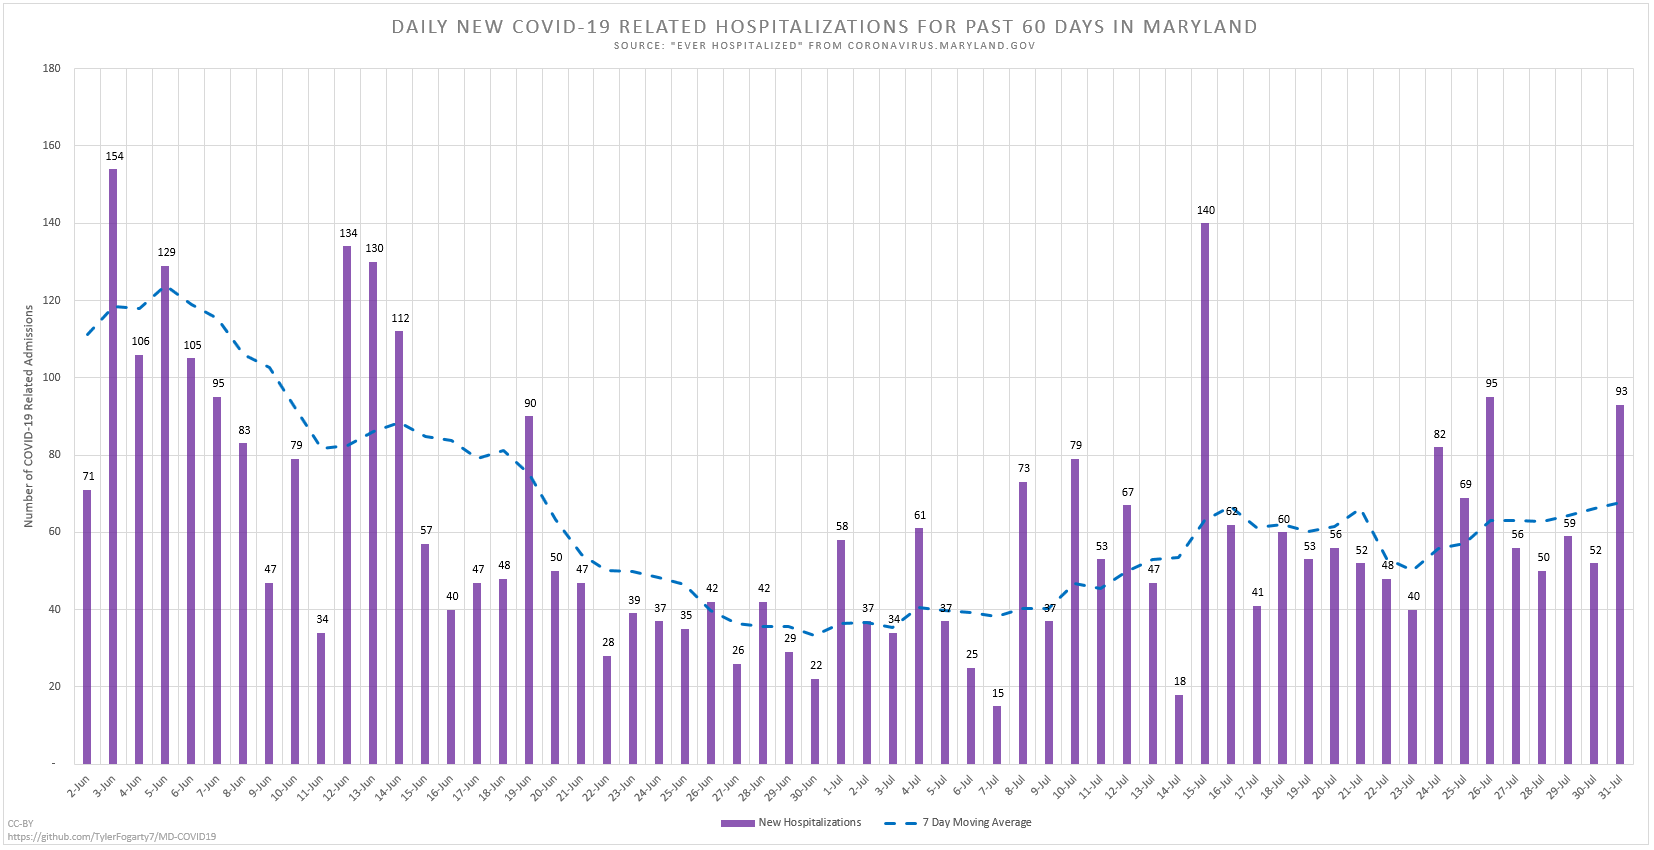 DAILY NEW COVID-19 RELATED HOSPITALIZATIONS FOR PAST 60 DAYS IN MARYLAND
SOURCE: "EVER HOSPITALIZED" FROM CORONAVIRUS.MARYLAND.GOV
Number of COVID-19 Related Admissions
180
160
140
120
100
80
60
40
20
-
71
154
106
129
105
95
83
47
79
34
134
130
112
57
40
47
48
90
50
47
28
39
37
35
42
26
42
29
22
58
37
34
61
37
25
15
73
37
79
53
67
47
18
140
62
41
60
53
56
52
48
40
82
69
95
56
50
59
52
93
2-Jun
3-Jun
4-Jun
5-Jun
6-Jun
7-Jun
8-Jun
9-Jun
10-Jun
11-Jun
12-Jun
13-Jun
14-Jun
15-Jun
16-Jun
17-Jun
18-Jun
19-Jun
20-Jun
21-Jun
22-Jun
23-Jun
24-Jun
25-Jun
26-Jun
27-Jun
28-Jun
29-Jun
30-Jun
1-Jul
2-Jul
3-Jul
4-Jul
5-Jul
6-Jul
7-Jul
8-Jul
9-Jul
10-Jul
11-Jul
12-Jul
13-Jul
14-Jul
15-Jul
16-Jul
17-Jul
18-Jul
19-Jul
20-Jul
21-Jul
22-Jul
23-Jul
24-Jul
25-Jul
26-Jul
27-Jul
28-Jul
29-Jul
30-Jul
31-Jul
New Hospitalizations
7 Day Moving Average
CC-BY
https://github.com/TylerFogarty7/MD-COVID19